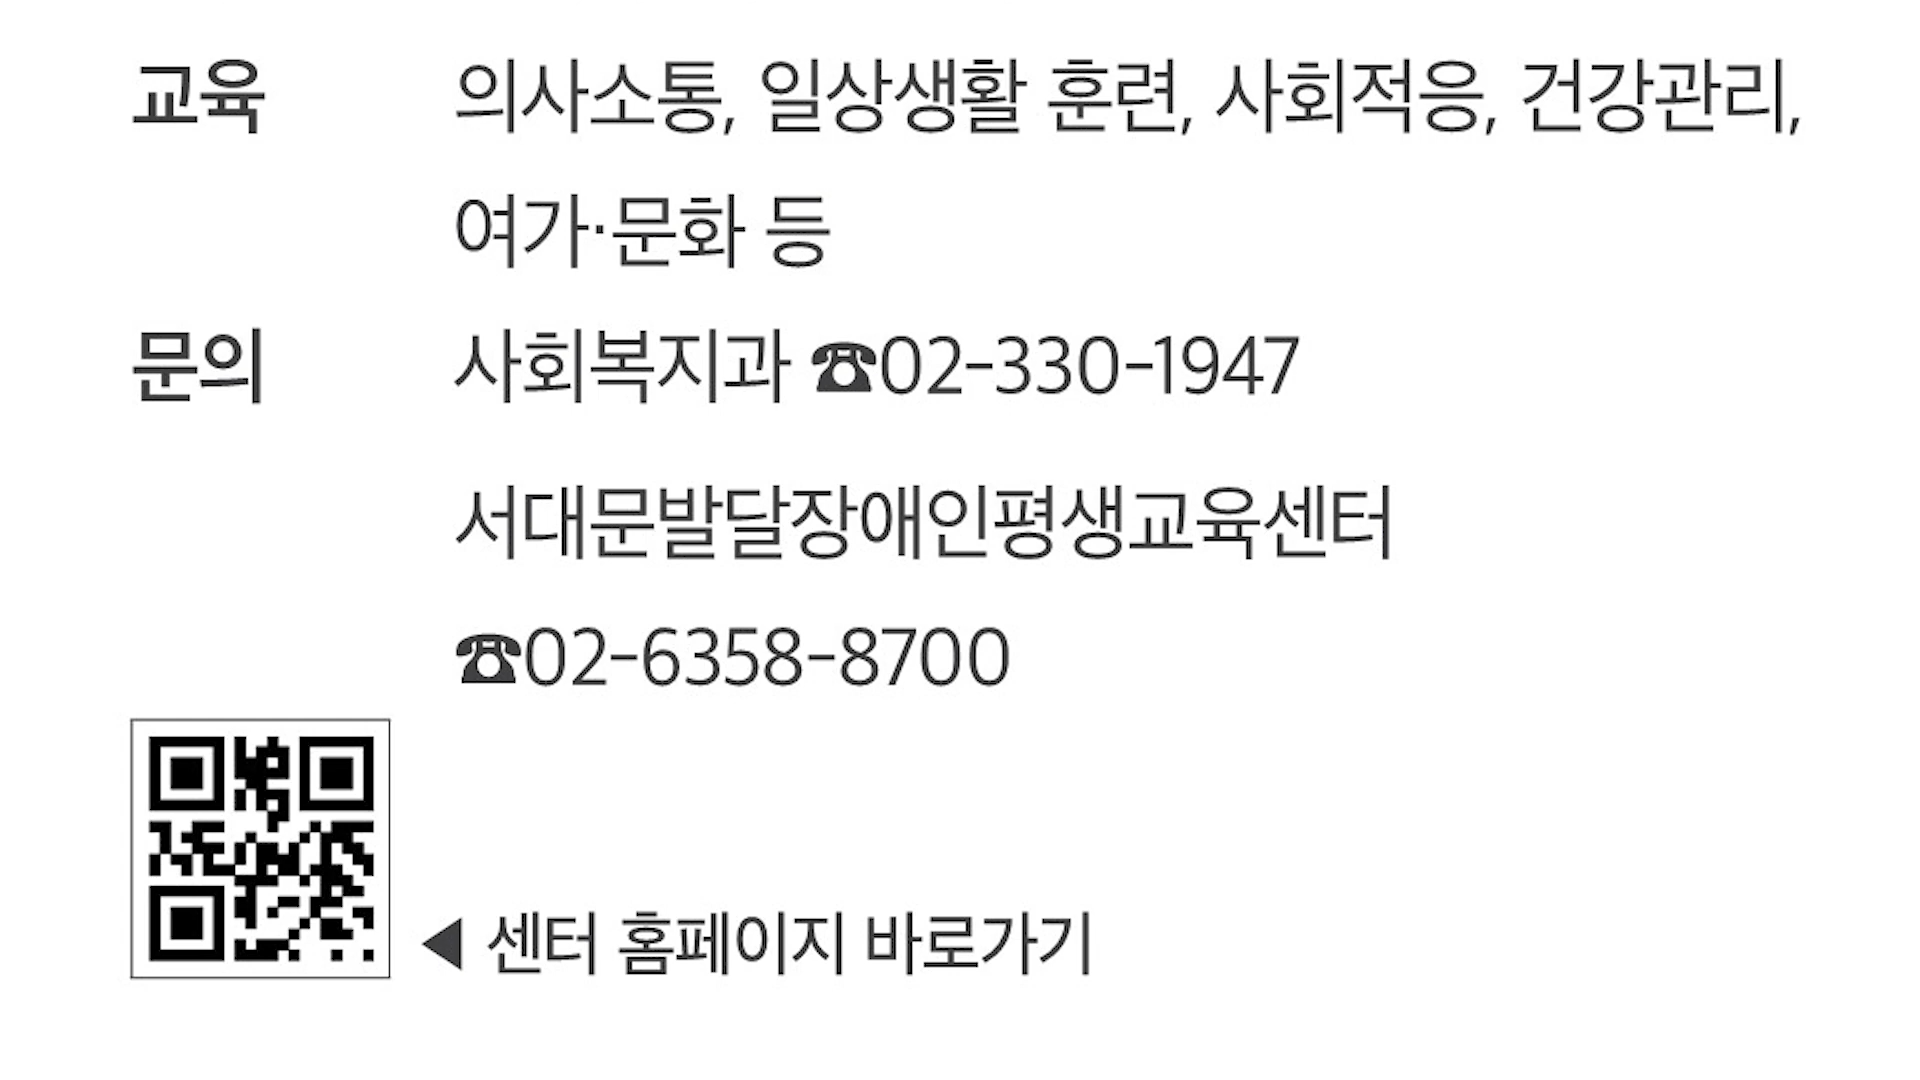 교육 의사소통, 일상생활 훈련, 사회적응, 건강관리,
여가·문화 등
문의 사회복지과 ☎02-330-1947
서대문발달장애인평생교육센터
☎02-6358-8700
◀ 센터 홈페이지 바로가기